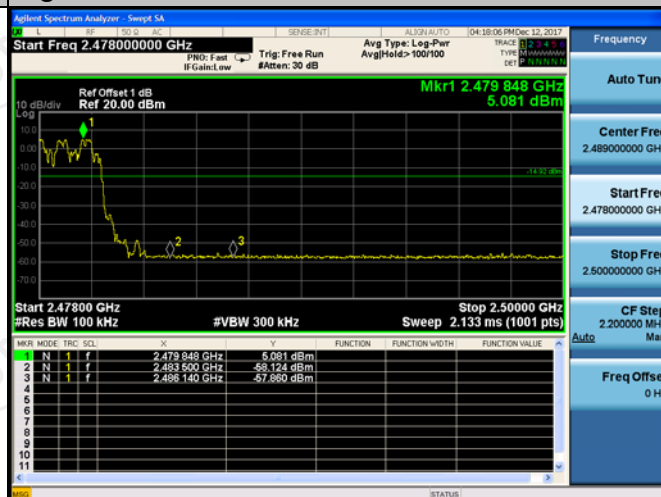 Agilent Spectrum Analyzer - Swept SA
L RF 50 Ω AC SENSE:INT ALIGN AUTO 04:18:06 PM Dec 12, 2017
Start Freq 2.478000000 GHz
PNO: Fast
IFGain:Low
Trig: Free Run
#Atten: 30 dB
Avg Type: Log-Pwr
Avg|Hold:>100/100
TRACE 1 2 3 4 5 6
TYPE M
DET P N N N N N
Frequency
Auto Tun
Mkr1 2.479 848 GHz
5.081 dBm
Ref Offset 1 dB
Ref 20.00 dBm
10 dB/div
Log
10.0
0.00
-10.0
-20.0
-30.0
-40.0
-50.0
-60.0
-70.0
1
2
3
-14.92 dBm
Center Fre
2.489000000 GH
Start Fre
2.478000000 GH
Stop Fre
2.500000000 GH
CF Ste
2.200000 MH
Auto Ma
Freq Offse
0 H
Start 2.47800 GHz Stop 2.50000 GHz
#Res BW 100 kHz #VBW 300 kHz Sweep 2.133 ms (1001 pts)
MKR MODE TRC SCL X Y FUNCTION FUNCTION WIDTH FUNCTION VALUE
1 N 1 f 2.479 848 GHz 5.081 dBm
2 N 1 f 2.483 500 GHz -58.124 dBm
3 N 1 f 2.486 140 GHz -57.860 dBm
4
5
6
7
8
9
10
11
MSG STATUS